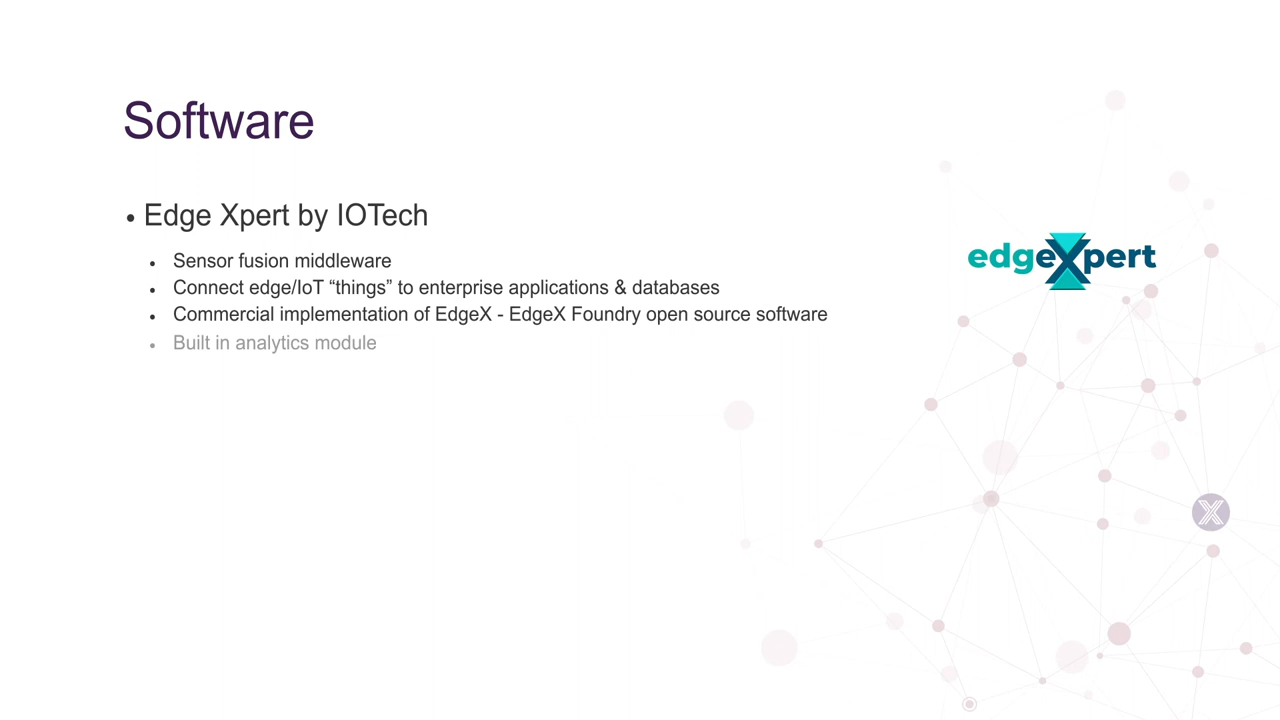 Software
• Edge Xpert by IOTech
• Sensor fusion middleware
• Connect edge/IoT “things” to enterprise applications & databases
• Commercial implementation of EdgeX - EdgeX Foundry open source software
• Built in analytics module
edgeXpert
X